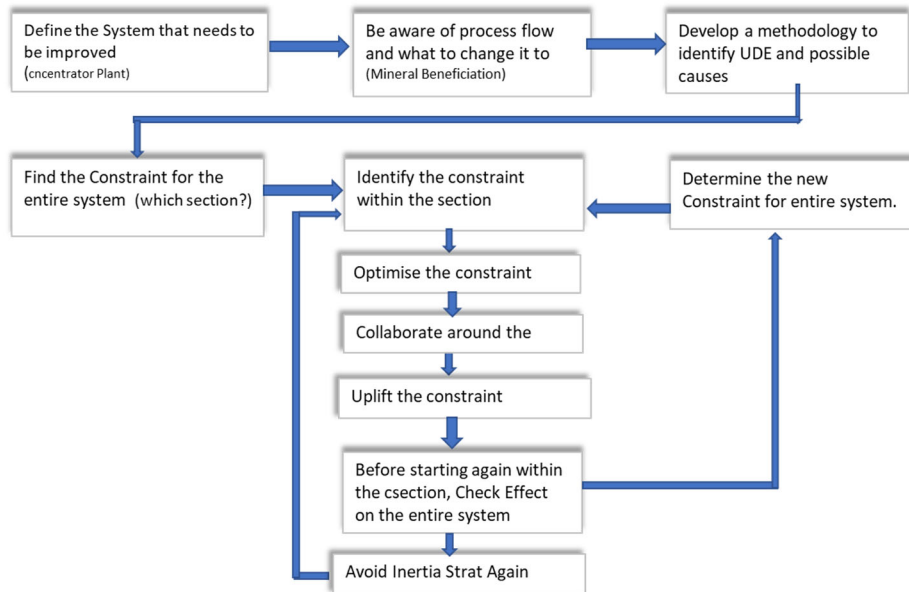 Define the System that needs to
be improved
(cncentrator Plant)
Be aware of process flow
and what to change it to
(Mineral Beneficiation)
Develop a methodology to
identify UDE and possible
causes
Find the Constraint for the
entire system (which section?)
Identify the constraint
within the section
Determine the new
Constraint for entire system.
Optimise the constraint
Collaborate around the
Uplift the constraint
Before starting again within
the csection, Check Effect
on the entire system
Avoid Inertia Strat Again